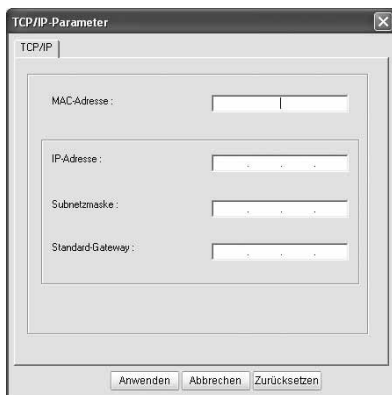 TCP/IP-Parameter
TCP/IP
MAC-Adresse :
IP-Adresse :
Subnetzmaske :
Standard-Gateway :
Anwenden Abbrechen Zurücksetzen